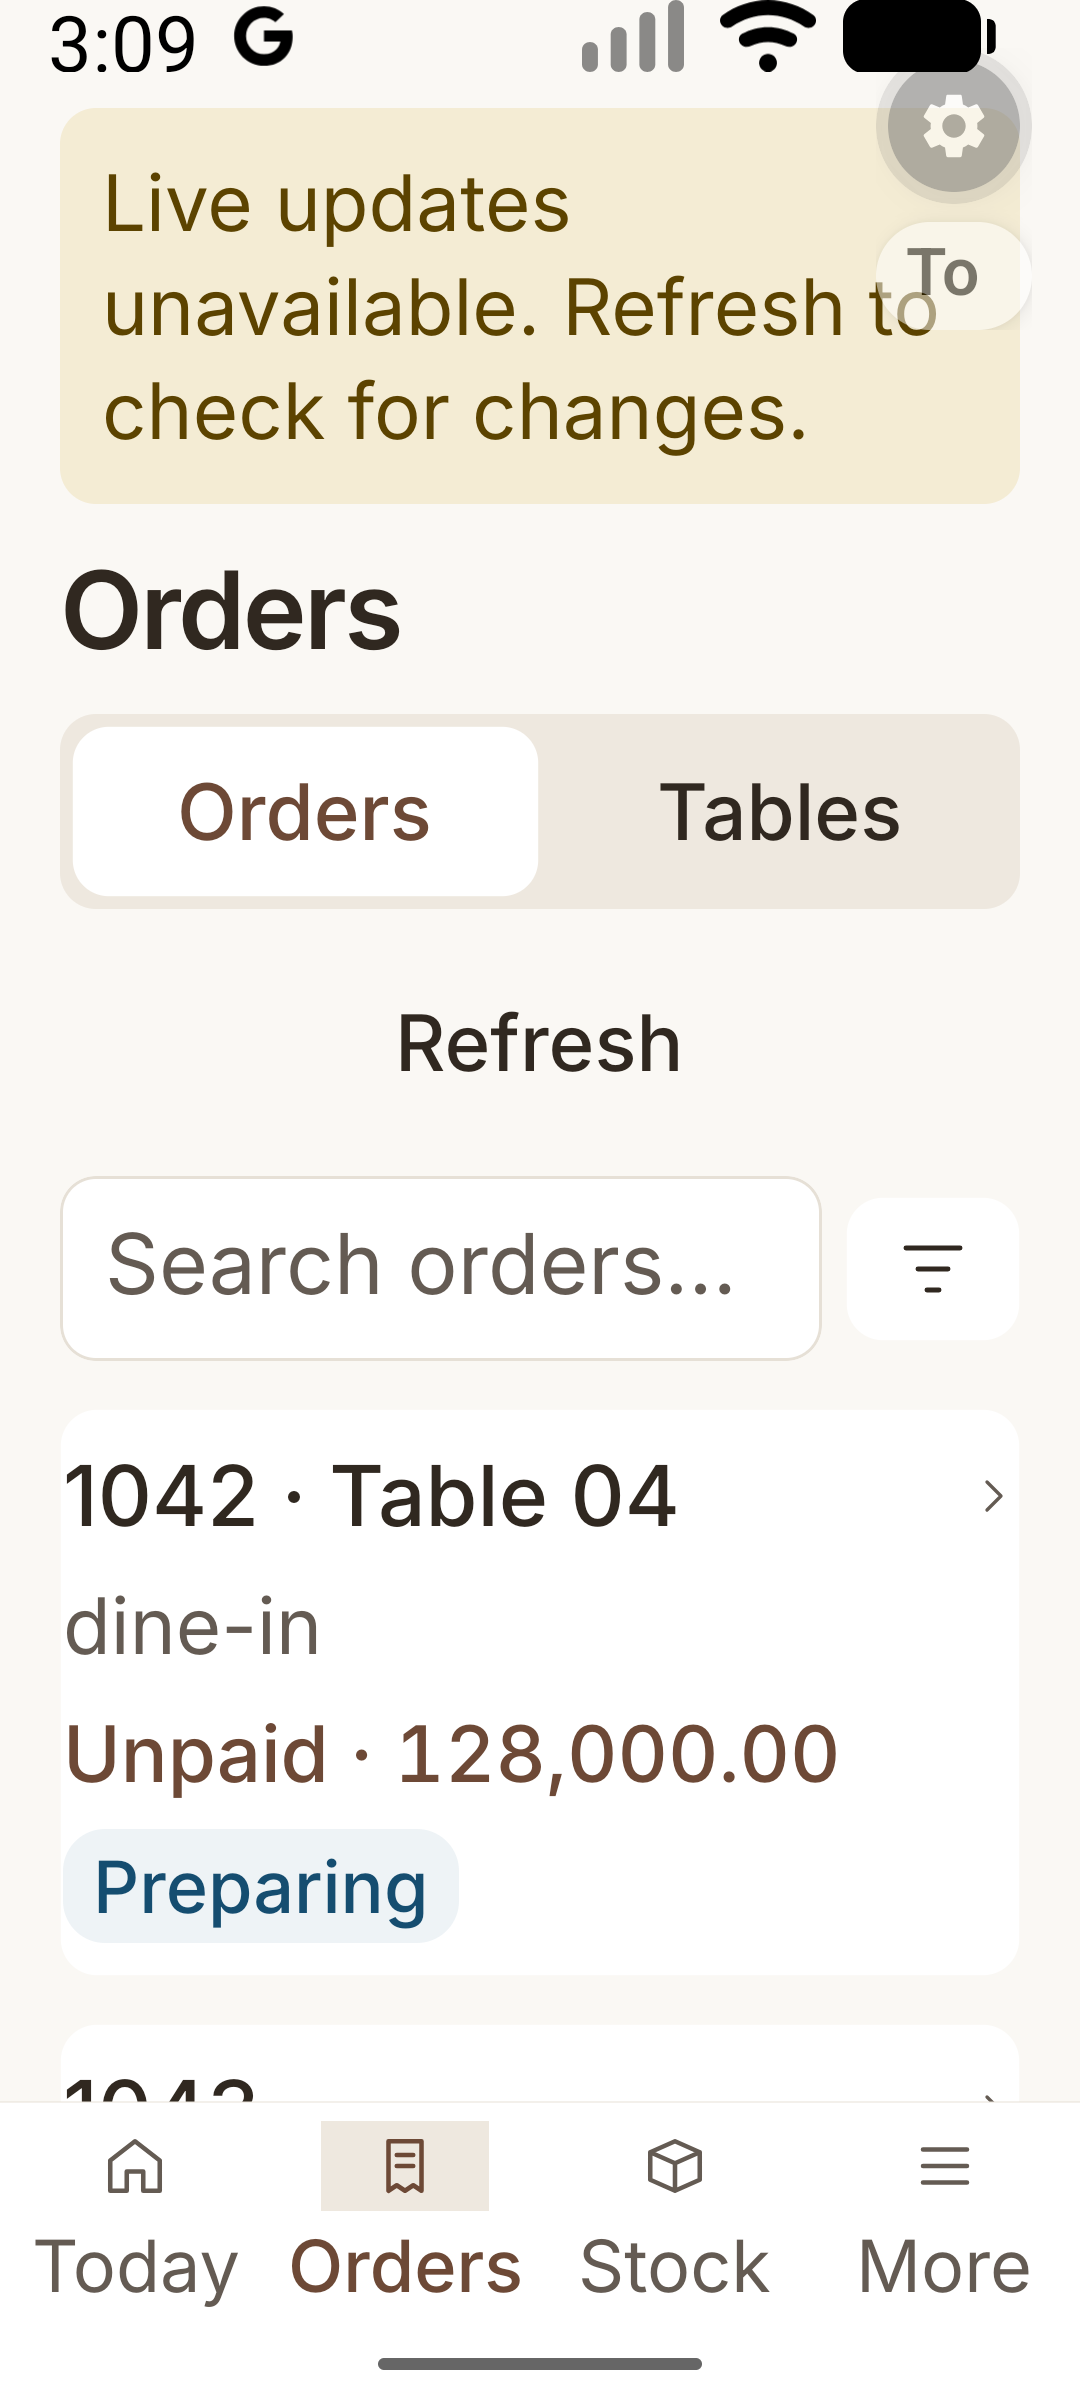 3:09
Live updates
unavailable. Refresh to
check for changes.
To
Orders
Orders
Tables
Refresh
Search orders...
1042 · Table 04
dine-in
Unpaid · 128,000.00
Preparing
Today
Orders
Stock
More